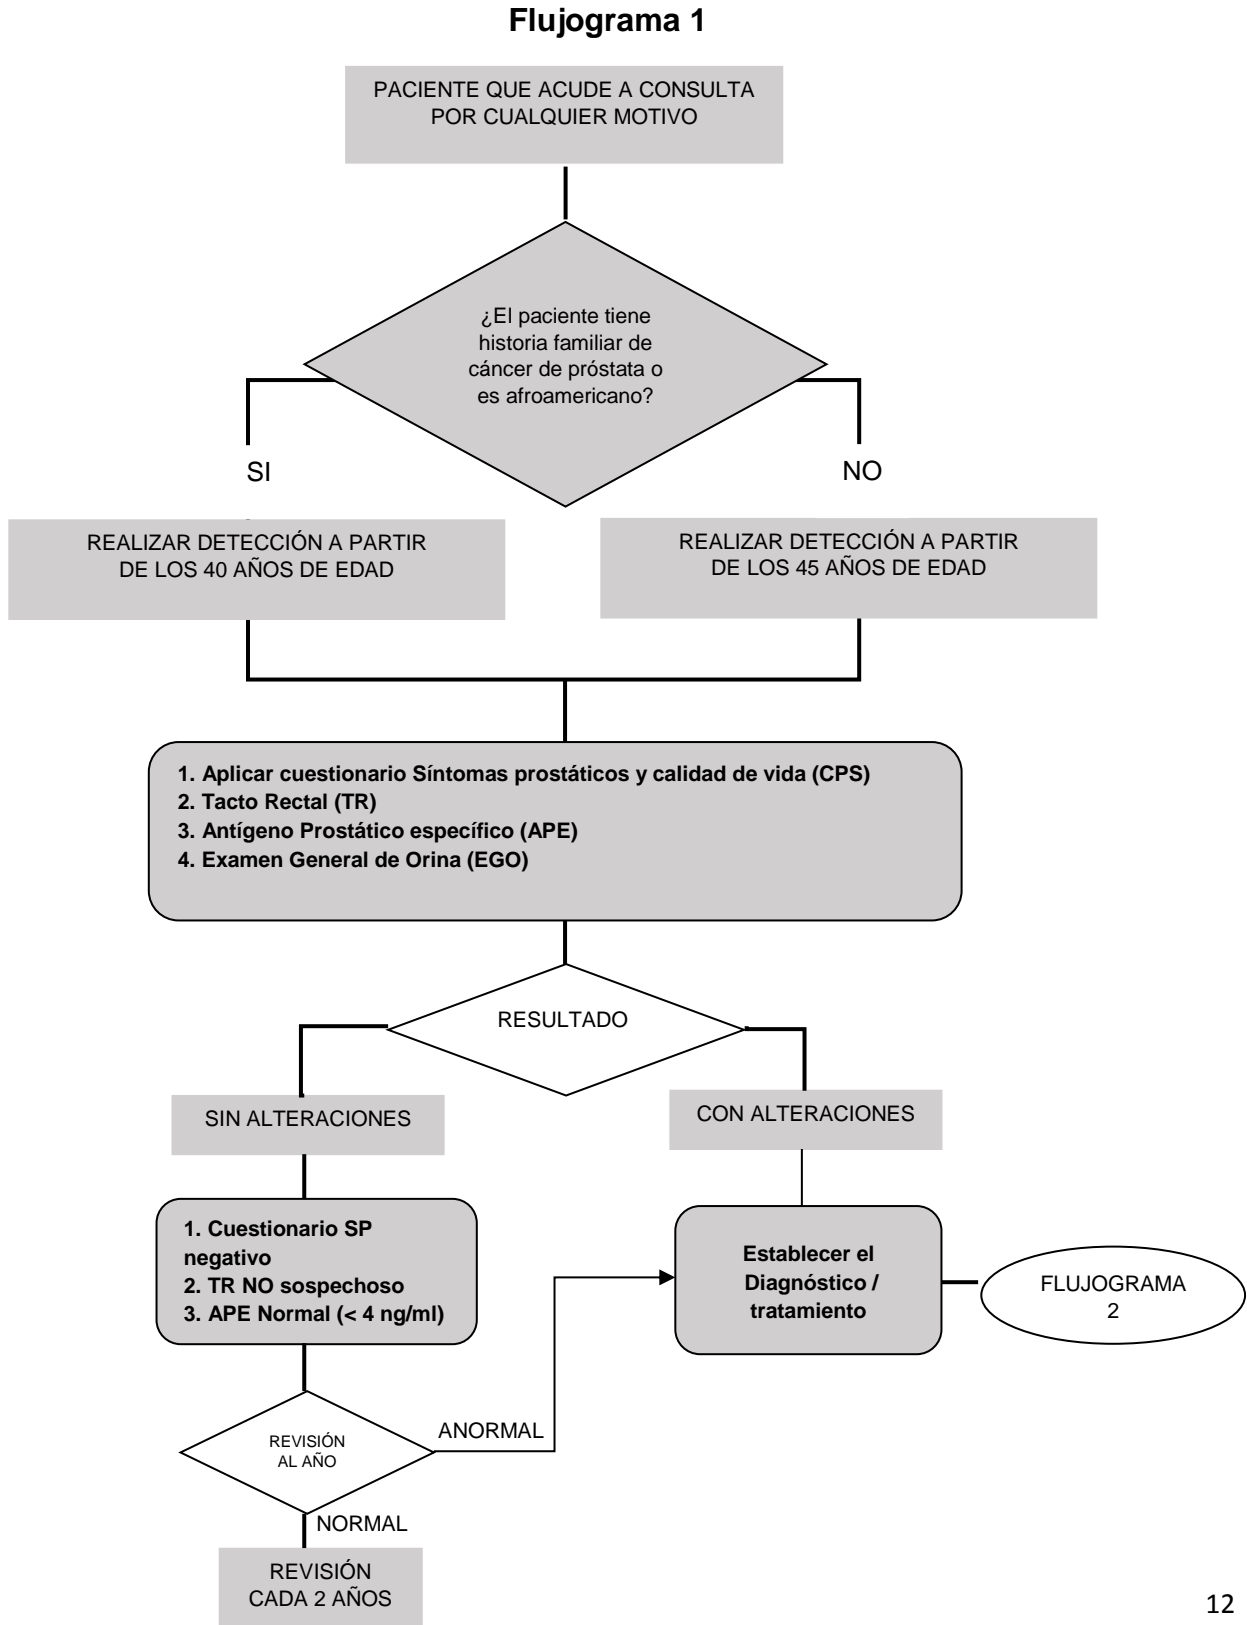 Flujograma 1
PACIENTE QUE ACUDE A CONSULTA
POR CUALQUIER MOTIVO
¿El paciente tiene
historia familiar de
cáncer de próstata o
es afroamericano?
SI
NO
REALIZAR DETECCIÓN A PARTIR
DE LOS 40 AÑOS DE EDAD
REALIZAR DETECCIÓN A PARTIR
DE LOS 45 AÑOS DE EDAD
1. Aplicar cuestionario Síntomas prostáticos y calidad de vida (CPS)
2. Tacto Rectal (TR)
3. Antígeno Prostático específico (APE)
4. Examen General de Orina (EGO)
RESULTADO
SIN ALTERACIONES
CON ALTERACIONES
1. Cuestionario SP
negativo
2. TR NO sospechoso
3. APE Normal (< 4 ng/ml)
Establecer el
Diagnóstico /
tratamiento
FLUJOGRAMA
2
REVISIÓN
AL AÑO
ANORMAL
NORMAL
REVISIÓN
CADA 2 AÑOS
12